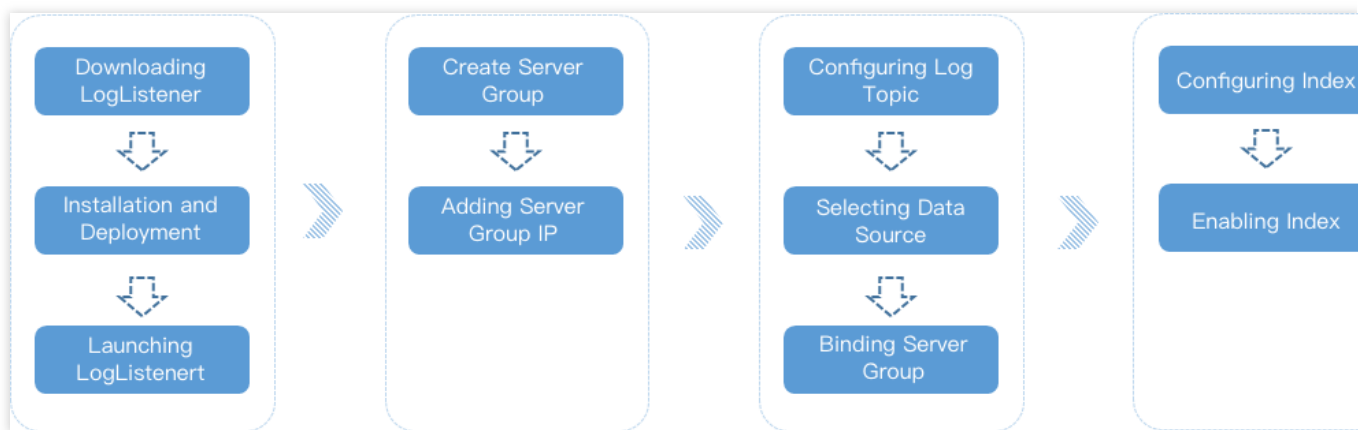 Downloading
LogListener
Installation and
Deployment
Launching
LogListenert
Create Server
Group
Adding Server
Group IP
Configuring Log
Topic
Selecting Data
Source
Binding Server
Group
Configuring Index
Enabling Index